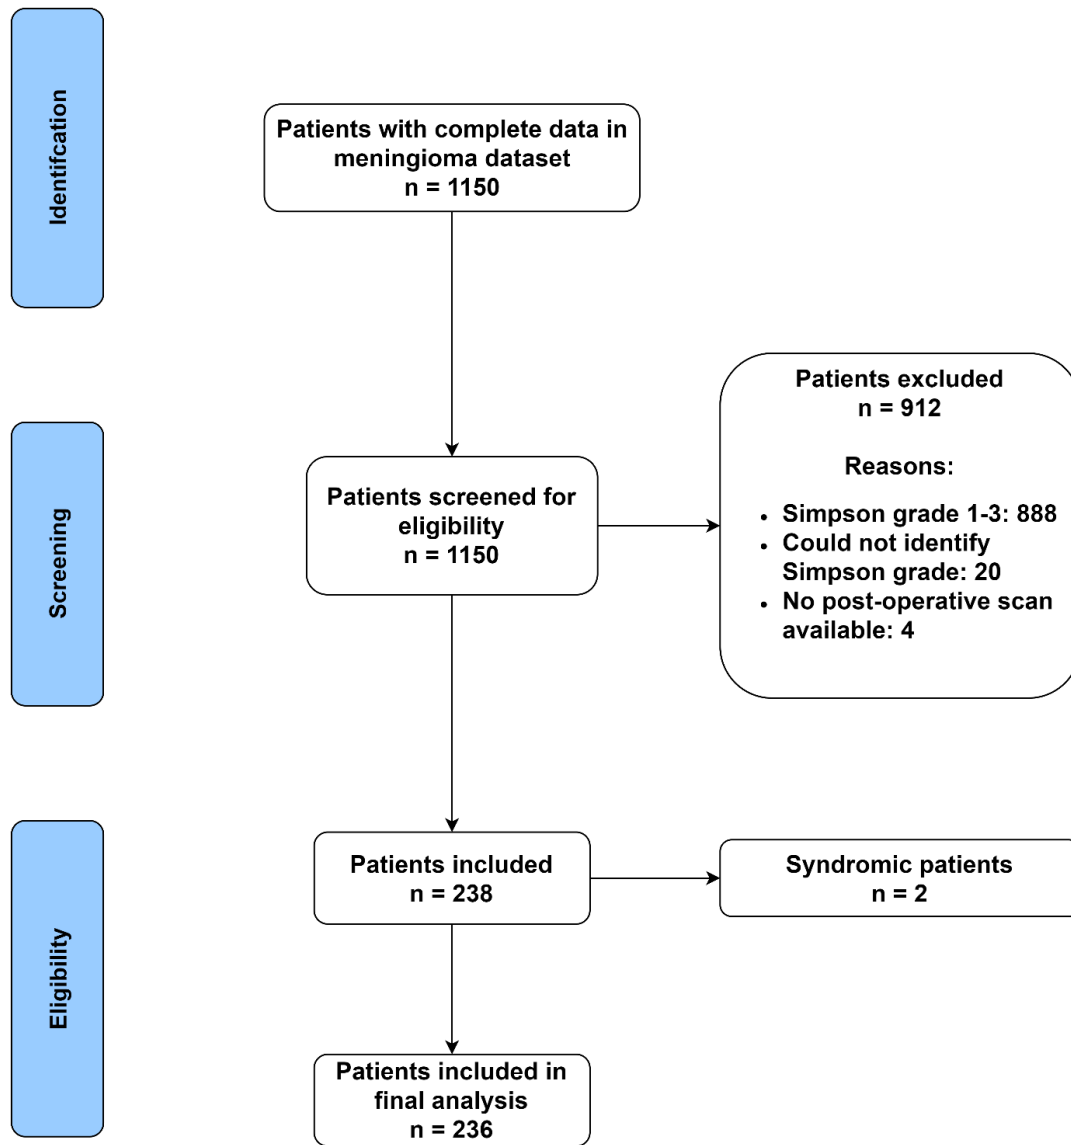 Identifcation
Patients with complete data in
meningioma dataset
n = 1150
Screening
Patients screened for
eligibility
n = 1150
Patients excluded
n = 912
Reasons:
• Simpson grade 1-3: 888
• Could not identify
Simpson grade: 20
• No post-operative scan
available: 4
Eligibility
Patients included
n = 238
Syndromic patients
n = 2
Patients included in
final analysis
n = 236